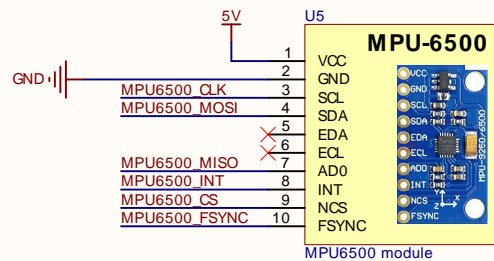 5V
U5
MPU-6500
1 VCC
GND 2 GND
MPU6500_CLK 3 SCL
MPU6500_MOSI 4 SDA
5 EDA
6 ECL
MPU6500_MISO 7 AD0
MPU6500_INT 8 INT
MPU6500_CS 9 NCS
MPU6500_FSYNC 10 FSYNC
VCC
GND
SCL
SDA
EDA
ECL
ADO
INT
NCS
FSYNC
MPU-9250/6500
Y
Z X
MPU6500 module